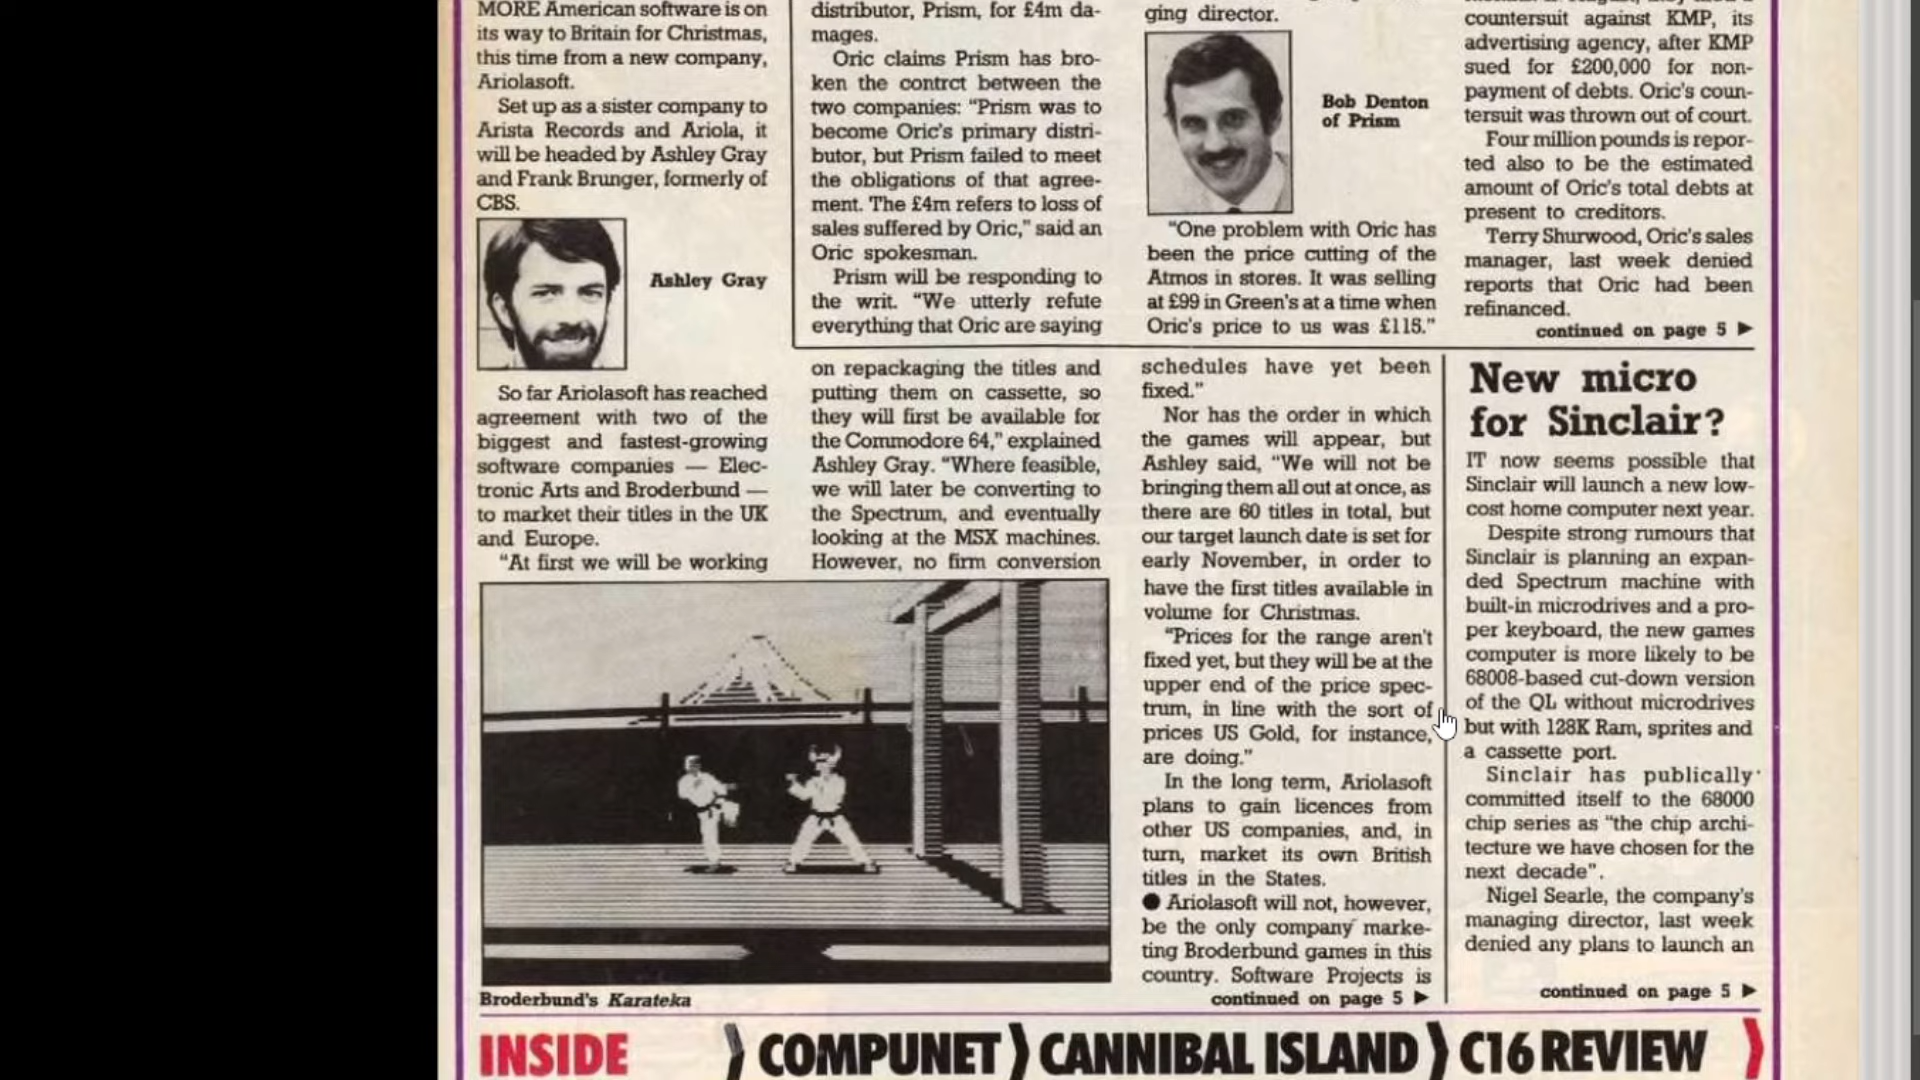 MORE American software is on
its way to Britain for Christmas,
this time from a new company,
Ariolasoft.
Set up as a sister company to
Arista Records and Ariola, it
will be headed by Ashley Gray
and Frank Brunger, formerly of
CBS.
Ashley Gray
So far Ariolasoft has reached
agreement with two of the
biggest and fastest-growing
software companies — Elec-
tronic Arts and Broderbund —
to market their titles in the UK
and Europe.
"At first we will be working
on repackaging the titles and
putting them on cassette, so
they will first be available for
the Commodore 64," explained
Ashley Gray. "Where feasible,
we will later be converting to
the Spectrum, and eventually
looking at the MSX machines.
However, no firm conversion
schedules have yet been
fixed."
Nor has the order in which
the games will appear, but
Ashley said, "We will not be
bringing them all out at once, as
there are 60 titles in total, but
our target launch date is set for
early November, in order to
have the first titles available in
volume for Christmas.
"Prices for the range aren't
fixed yet, but they will be at the
upper end of the price spec-
trum, in line with the sort of
prices US Gold, for instance,
are doing."
In the long term, Ariolasoft
plans to gain licences from
other US companies, and, in
turn, market its own British
titles in the States.
● Ariolasoft will not, however,
be the only company marke-
ting Broderbund games in this
country. Software Projects is
continued on page 5 ▶
Broderbund's Karateka
distributor, Prism, for £4m da-
mages.
Oric claims Prism has bro-
ken the contrct between the
two companies: "Prism was to
become Oric's primary distri-
butor, but Prism failed to meet
the obligations of that agree-
ment. The £4m refers to loss of
sales suffered by Oric," said an
Oric spokesman.
Prism will be responding to
the writ. "We utterly refute
everything that Oric are saying
ging director.
Bob Denton
of Prism
"One problem with Oric has
been the price cutting of the
Atmos in stores. It was selling
at £99 in Green's at a time when
Oric's price to us was £115."
countersuit against KMP, its
advertising agency, after KMP
sued for £200,000 for non-
payment of debts. Oric's coun-
tersuit was thrown out of court.
Four million pounds is repor-
ted also to be the estimated
amount of Oric's total debts at
present to creditors.
Terry Shurwood, Oric's sales
manager, last week denied
reports that Oric had been
refinanced.
continued on page 5 ▶
New micro
for Sinclair?
IT now seems possible that
Sinclair will launch a new low-
cost home computer next year.
Despite strong rumours that
Sinclair is planning an expan-
ded Spectrum machine with
built-in microdrives and a pro-
per keyboard, the new games
computer is more likely to be
68008-based cut-down version
of the QL without microdrives
but with 128K Ram, sprites and
a cassette port.
Sinclair has publically
committed itself to the 68000
chip series as "the chip archi-
tecture we have chosen for the
next decade".
Nigel Searle, the company's
managing director, last week
denied any plans to launch an
continued on page 5 ▶
INSIDE COMPUNET CANNIBAL ISLAND C16 REVIEW